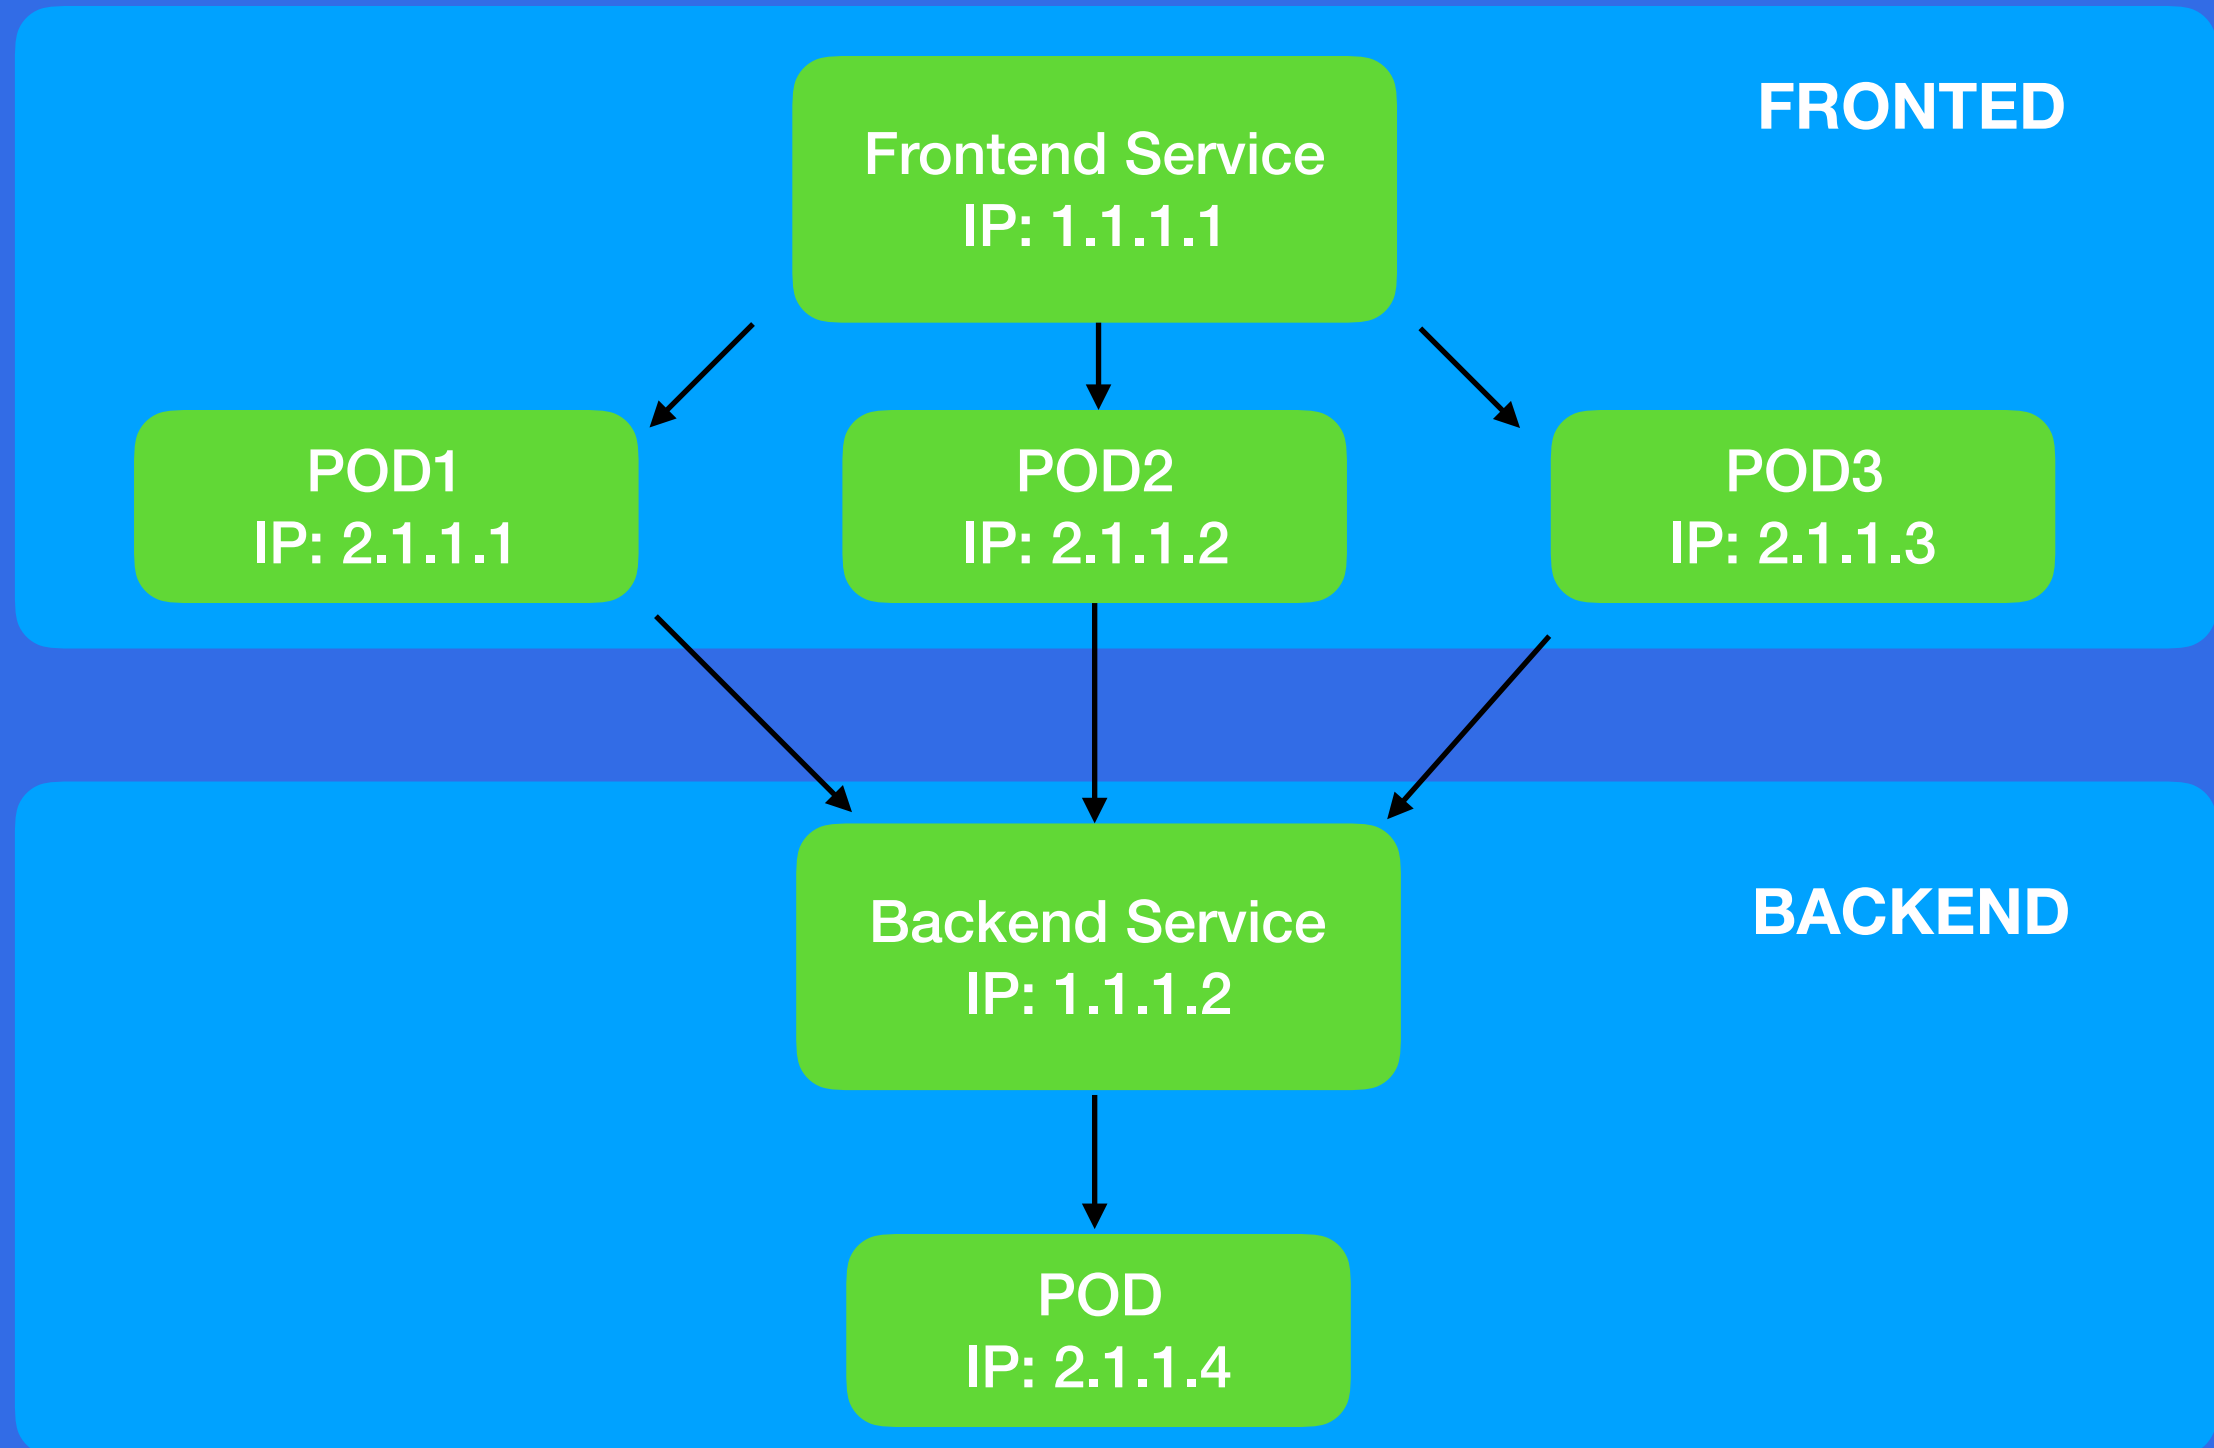 FRONTED
Frontend Service
IP: 1.1.1.1
POD1
IP: 2.1.1.1
POD2
IP: 2.1.1.2
POD3
IP: 2.1.1.3
BACKEND
Backend Service
IP: 1.1.1.2
POD
IP: 2.1.1.4